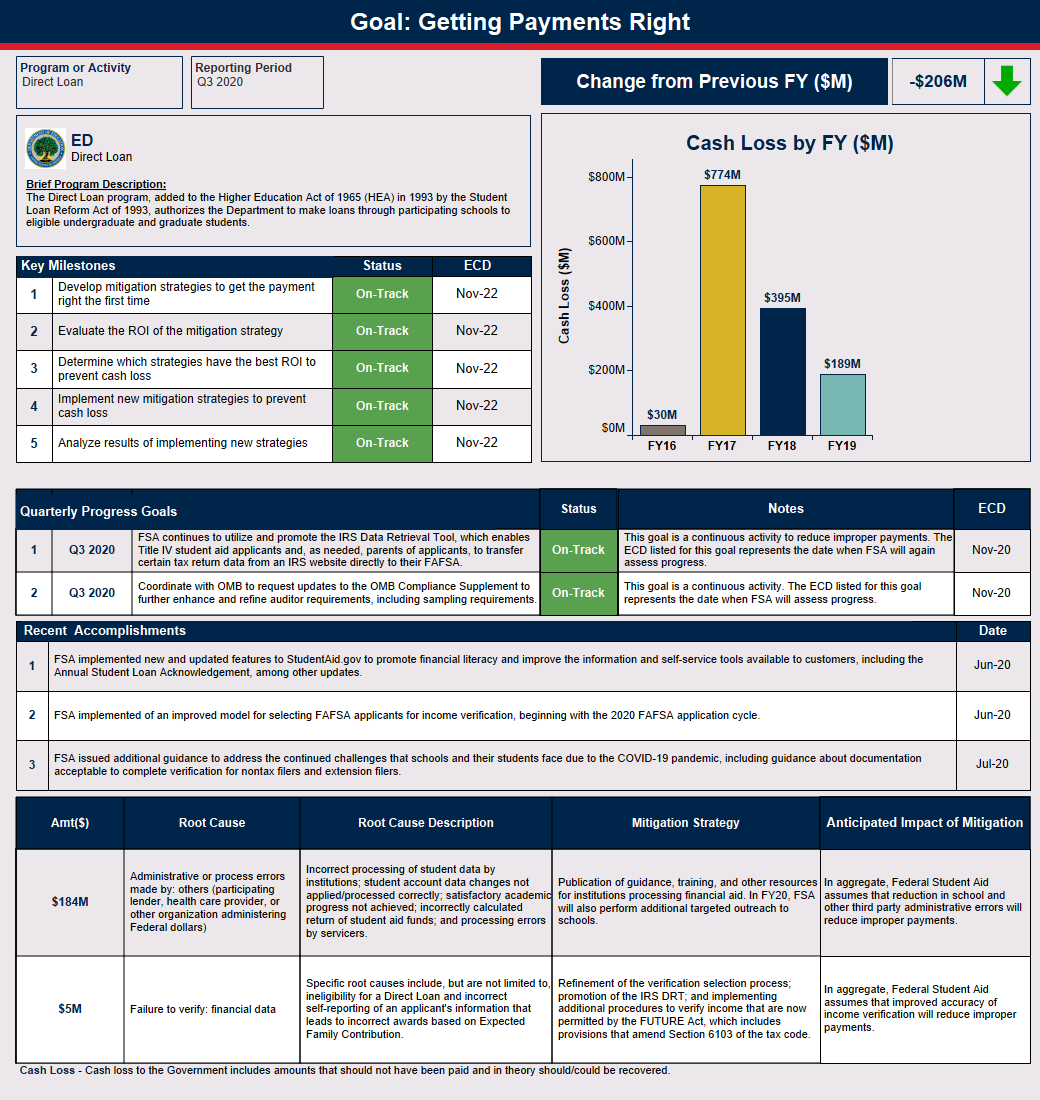 Goal: Getting Payments Right
Program or Activity
Direct Loan
Reporting Period
Q3 2020
Change from Previous FY ($M)
-$206M
ED
Direct Loan
Brief Program Description:
The Direct Loan program, added to the Higher Education Act of 1965 (HEA) in 1993 by the Student
Loan Reform Act of 1993, authorizes the Department to make loans through participating schools to
eligible undergraduate and graduate students.
Cash Loss by FY ($M)
Cash Loss ($M)
$800M
$600M
$400M
$200M
$0M
$30M
$774M
$395M
$189M
FY16
FY17
FY18
FY19
Key Milestones Status ECD
1 Develop mitigation strategies to get the payment
right the first time On-Track Nov-22
2 Evaluate the ROI of the mitigation strategy On-Track Nov-22
3 Determine which strategies have the best ROI to
prevent cash loss On-Track Nov-22
4 Implement new mitigation strategies to prevent
cash loss On-Track Nov-22
5 Analyze results of implementing new strategies On-Track Nov-22
Quarterly Progress Goals Status Notes ECD
1 Q3 2020
FSA continues to utilize and promote the IRS Data Retrieval Tool, which enables
Title IV student aid applicants and, as needed, parents of applicants, to transfer
certain tax return data from an IRS website directly to their FAFSA.
On-Track
This goal is a continuous activity to reduce improper payments. The
ECD listed for this goal represents the date when FSA will again
assess progress.
Nov-20
2 Q3 2020
Coordinate with OMB to request updates to the OMB Compliance Supplement to
further enhance and refine auditor requirements, including sampling requirements.
On-Track
This goal is a continuous activity. The ECD listed for this goal
represents the date when FSA will assess progress.
Nov-20
Recent Accomplishments Date
1
FSA implemented new and updated features to StudentAid.gov to promote financial literacy and improve the information and self-service tools available to customers, including the
Annual Student Loan Acknowledgement, among other updates.
Jun-20
2 FSA implemented of an improved model for selecting FAFSA applicants for income verification, beginning with the 2020 FAFSA application cycle. Jun-20
3
FSA issued additional guidance to address the continued challenges that schools and their students face due to the COVID-19 pandemic, including guidance about documentation
acceptable to complete verification for nontax filers and extension filers.
Jul-20
Amt($) Root Cause Root Cause Description Mitigation Strategy Anticipated Impact of Mitigation
$184M
Administrative or process errors
made by: others (participating
lender, health care provider, or
other organization administering
Federal dollars)
Incorrect processing of student data by
institutions; student account data changes not
applied/processed correctly; satisfactory academic
progress not achieved; incorrectly calculated
return of student aid funds; and processing errors
by servicers.
Publication of guidance, training, and other resources
for institutions processing financial aid. In FY20, FSA
will also perform additional targeted outreach to
schools.
In aggregate, Federal Student Aid
assumes that reduction in school and
other third party administrative errors will
reduce improper payments.
$5M
Failure to verify: financial data
Specific root causes include, but are not limited to,
ineligibility for a Direct Loan and incorrect
self-reporting of an applicant's information that
leads to incorrect awards based on Expected
Family Contribution.
Refinement of the verification selection process;
promotion of the IRS DRT; and implementing
additional procedures to verify income that are now
permitted by the FUTURE Act, which includes
provisions that amend Section 6103 of the tax code.
In aggregate, Federal Student Aid
assumes that improved accuracy of
income verification will reduce improper
payments.
Cash Loss - Cash loss to the Government includes amounts that should not have been paid and in theory should/could be recovered.